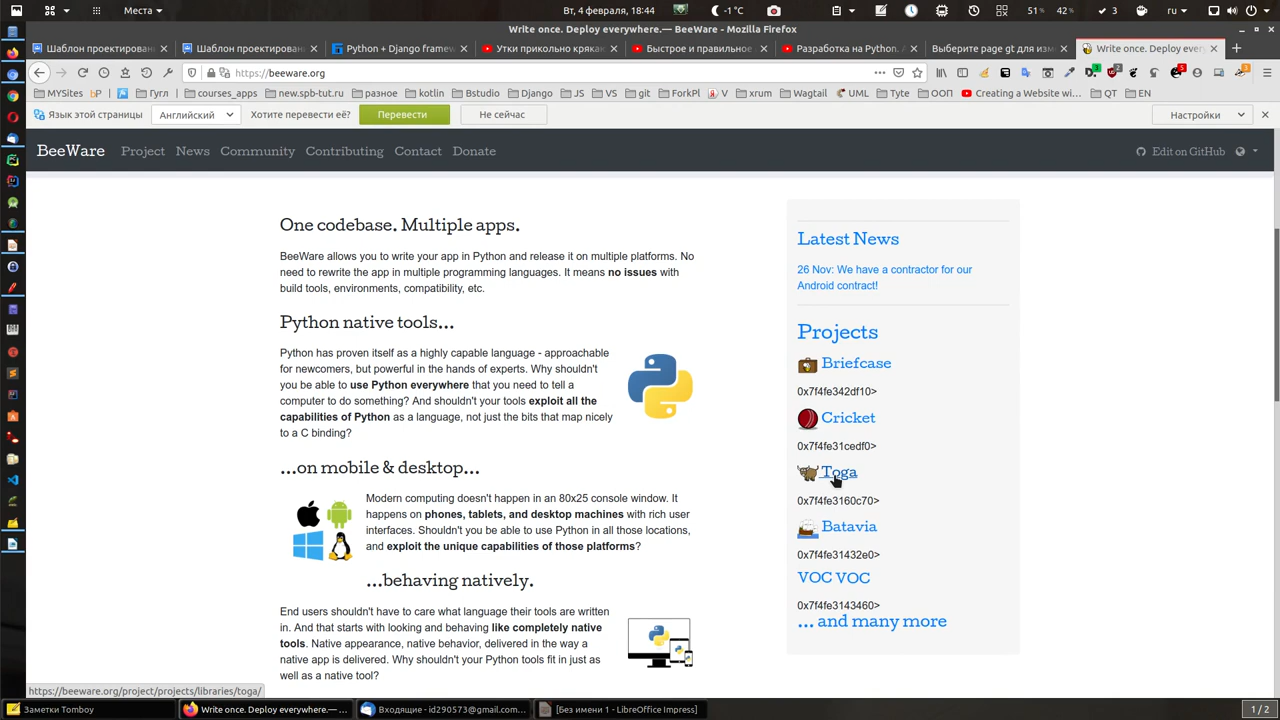 Места
Вт, 4 февраля, 18:44
-1 °C
51 %
42 %
3
ru
Write once. Deploy everywhere.— BeeWare - Mozilla Firefox
Шаблон проектирован
Шаблон проектирован
Python + Django framew
Утки прикольно крякаю
Быстрое и правильное
Разработка на Python. А
Выберите page gt для изм
Write once. Deploy every
https://beeware.org
MYSites
bP
Гугл
courses_apps
new.spb-tut.ru
разное
kotlin
Bstudio
Django
JS
VS
git
ForkPl
V
xrum
Wagtail
UML
Tyte
ООП
Creating a Website wi…
QT
EN
Язык этой страницы
Английский
Хотите перевести её?
Перевести
Не сейчас
Настройки
BeeWare
Project
News
Community
Contributing
Contact
Donate
Edit on GitHub
One codebase. Multiple apps.
BeeWare allows you to write your app in Python and release it on multiple platforms. No
need to rewrite the app in multiple programming languages. It means no issues with
build tools, environments, compatibility, etc.
Python native tools...
Python has proven itself as a highly capable language - approachable
for newcomers, but powerful in the hands of experts. Why shouldn't
you be able to use Python everywhere that you need to tell a
computer to do something? And shouldn't your tools exploit all the
capabilities of Python as a language, not just the bits that map nicely
to a C binding?
...on mobile & desktop...
Modern computing doesn't happen in an 80x25 console window. It
happens on phones, tablets, and desktop machines with rich user
interfaces. Shouldn't you be able to use Python in all those locations,
and exploit the unique capabilities of those platforms?
...behaving natively.
End users shouldn't have to care what language their tools are written
in. And that starts with looking and behaving like completely native
tools. Native appearance, native behavior, delivered in the way a
native app is delivered. Why shouldn't your Python tools fit in just as
well as a native tool?
Latest News
26 Nov: We have a contractor for our
Android contract!
Projects
Briefcase
0x7f4fe342df10>
Cricket
0x7f4fe31cedf0>
Toga
0x7f4fe3160c70>
Batavia
0x7f4fe31432e0>
VOC VOC
0x7f4fe3143460>
... and many more
https://beeware.org/project/projects/libraries/toga/
Заметки Tomboy
Write once. Deploy everywhere.— …
Входящие - id290573@gmail.com…
[Без имени 1 - LibreOffice Impress]
1 / 2